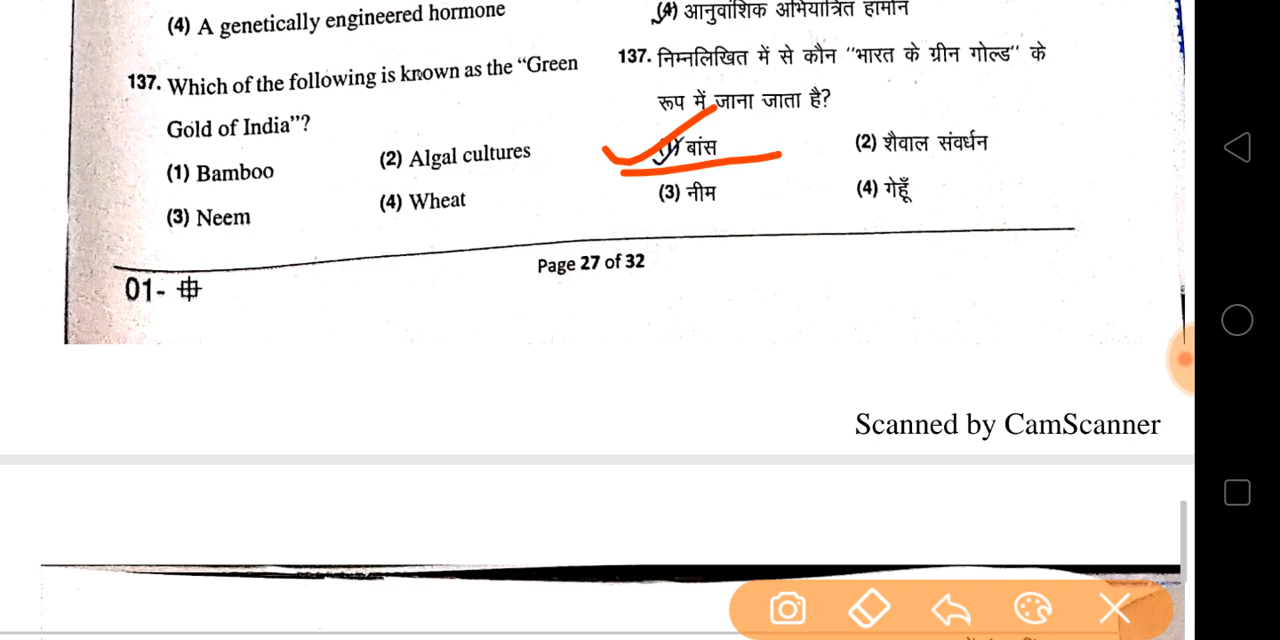 (4) A genetically engineered hormone
137. Which of the following is known as the “Green
Gold of India”?
(1) Bamboo
(2) Algal cultures
(3) Neem
(4) Wheat
(4) आनुवांशिक अभियांत्रित हार्मोन
137. निम्नलिखित में से कौन "भारत के ग्रीन गोल्ड" के
रूप में जाना जाता है?
(1) बांस
(2) शैवाल संवर्धन
(3) नीम
(4) गेहूँ
01- 中
Page 27 of 32
Scanned by CamScanner